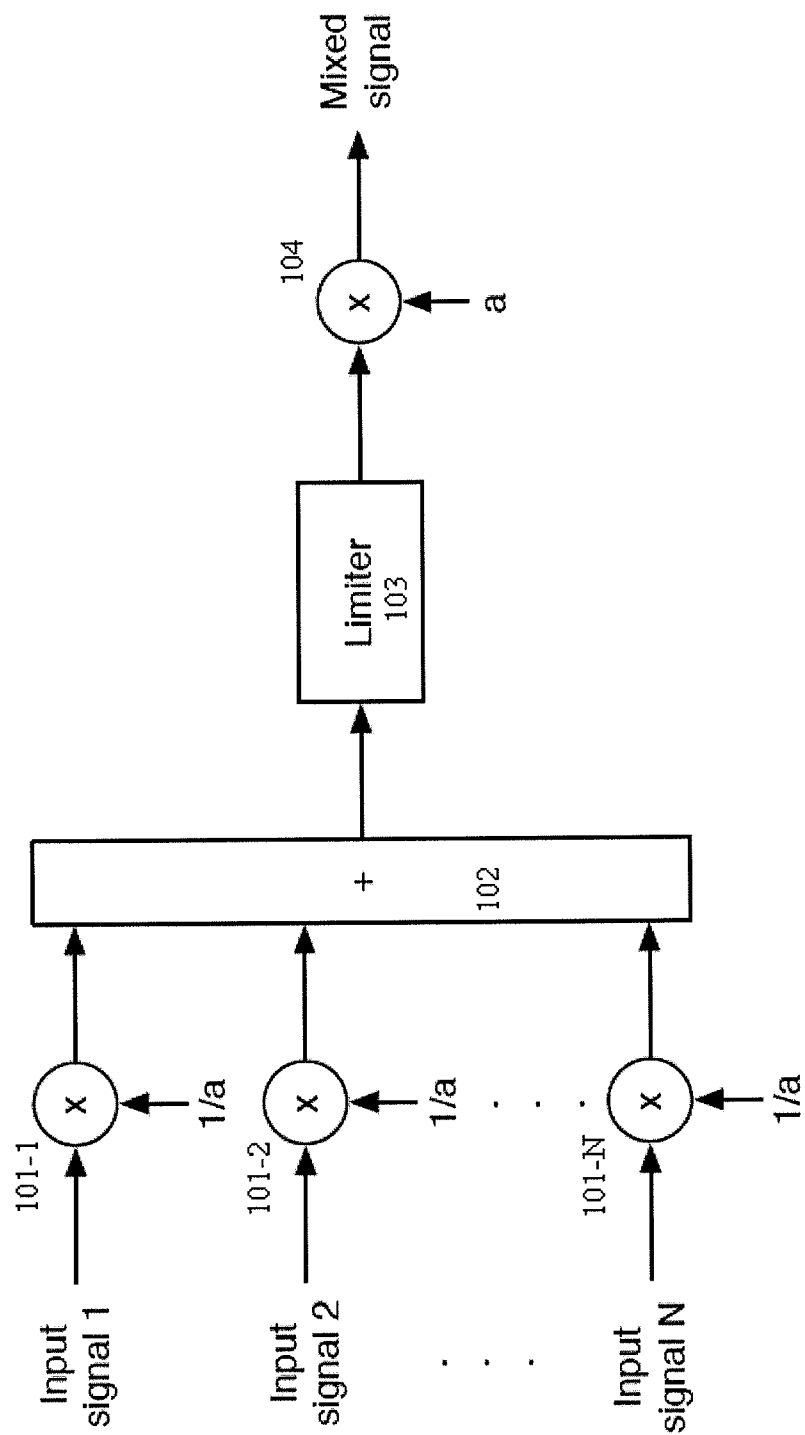 Input
signal 1
101-1
x
1/a
Input
signal 2
101-2
x
1/a
. . .
. . .
Input
signal N
101-N
x
1/a
+
102
Limiter
103
104
x
a
Mixed
signal